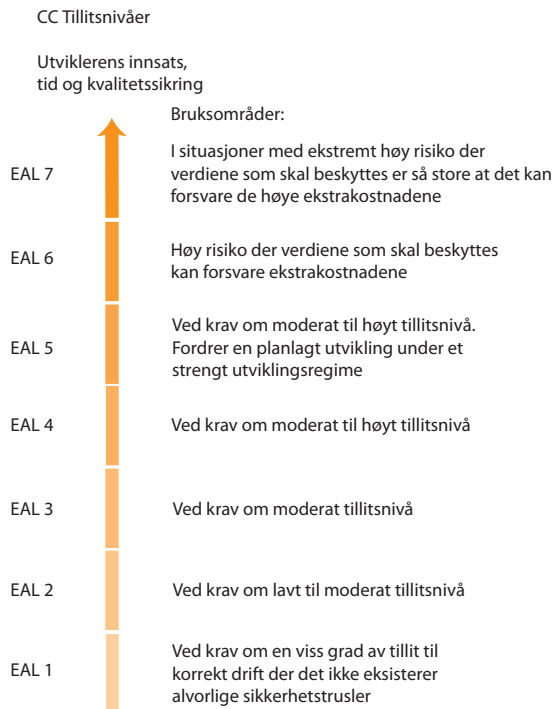 CC Tillitsnivåer
Utviklerens innsats,
tid og kvalitetssikring
Bruksområder:
EAL 7
I situasjoner med ekstremt høy risiko der
verdiene som skal beskyttes er så store at det kan
forsvare de høye ekstrakostnadene
EAL 6
Høy risiko der verdiene som skal beskyttes
kan forsvare ekstrakostnadene
EAL 5
Ved krav om moderat til høyt tillitsnivå.
Fordrer en planlagt utvikling under et
strengt utviklingsregime
EAL 4
Ved krav om moderat til høyt tillitsnivå
EAL 3
Ved krav om moderat tillitsnivå
EAL 2
Ved krav om lavt til moderat tillitsnivå
EAL 1
Ved krav om en viss grad av tillit til
korrekt drift der det ikke eksisterer
alvorlige sikkerhetstrusler